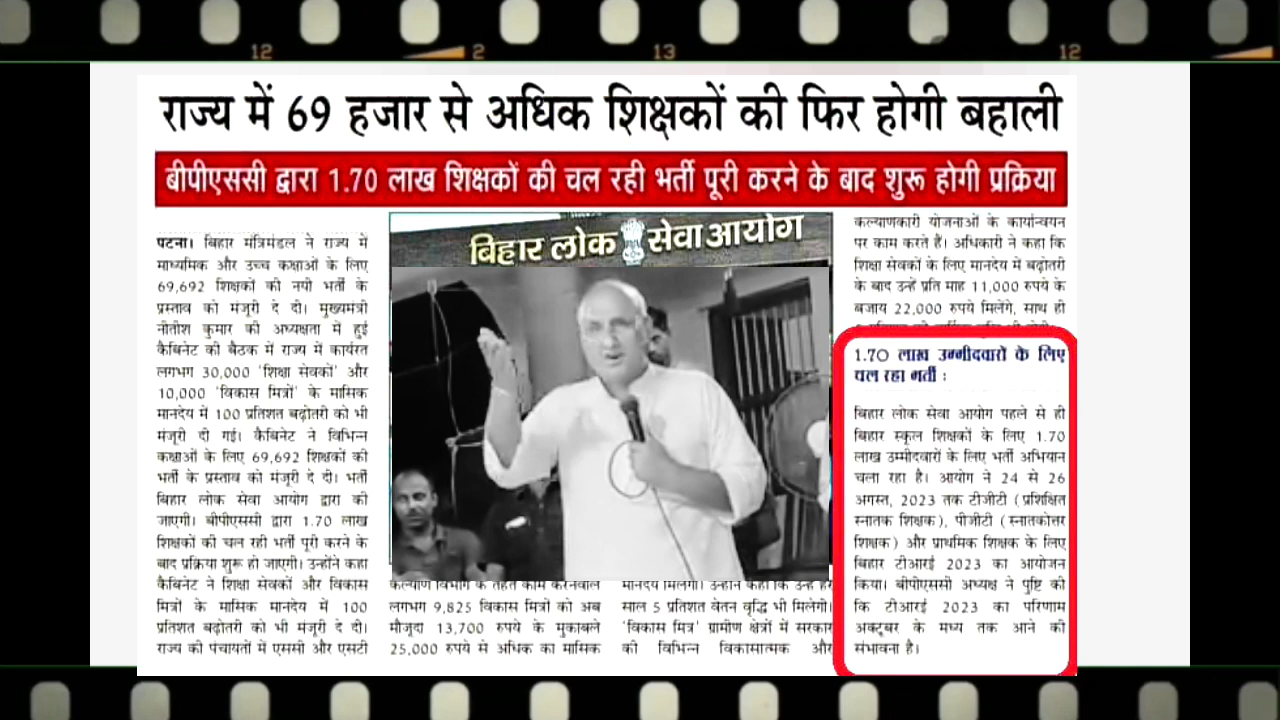 12 2 13 12
राज्य में 69 हजार से अधिक शिक्षकों की फिर होगी बहाली
बीपीएससी द्वारा 1.70 लाख शिक्षकों की चल रही भर्ती पूरी करने के बाद शुरू होगी प्रक्रिया
पटना। बिहार मंत्रिमंडल ने राज्य में
माध्यमिक और उच्च कक्षाओं के लिए
69,692 शिक्षकों की नयी भर्ती के
प्रस्ताव को मंजूरी दे दी। मुख्यमंत्री
नीतीश कुमार की अध्यक्षता में हुई
कैबिनेट की बैठक में राज्य में कार्यरत
लगभग 30,000 'शिक्षा सेवकों' और
10,000 'विकास मित्रों' के मासिक
मानदेय में 100 प्रतिशत बढ़ोतरी को भी
मंजूरी दी गई। कैबिनेट ने विभिन्न
कक्षाओं के लिए 69,692 शिक्षकों की
भर्ती के प्रस्ताव को मंजूरी दे दी। भर्ती
बिहार लोक सेवा आयोग द्वारा की
जाएगी। बीपीएससी द्वारा 1.70 लाख
शिक्षकों की चल रही भर्ती पूरी करने के
बाद प्रक्रिया शुरू हो जाएगी। उन्होंने कहा
कैबिनेट ने शिक्षा सेवकों और विकास
मित्रों के मासिक मानदेय में 100
प्रतिशत बढ़ोतरी को भी मंजूरी दे दी।
राज्य की पंचायतों में एससी और एसटी
बिहार लोक सेवा आयोग
कल्याण विभाग के तहत काम करनेवाले
लगभग 9,825 विकास मित्रों को अब
मौजूदा 13,700 रुपये के मुकाबले
25,000 रुपये से अधिक का मासिक
मानदेय मिलेगा। उन्होंने कहा कि उन्हें हर
साल 5 प्रतिशत वेतन वृद्धि भी मिलेगी।
'विकास मित्र' ग्रामीण क्षेत्रों में सरकार
की विभिन्न विकासात्मक और
कल्याणकारी योजनाओं के कार्यान्वयन
पर काम करते हैं। अधिकारी ने कहा कि
शिक्षा सेवकों के लिए मानदेय में बढ़ोतरी
के बाद उन्हें प्रति माह 11,000 रुपये के
बजाय 22,000 रुपये मिलेंगे, साथ ही
1.70 लाख उम्मीदवारों के लिए
चल रहा भर्ती :
बिहार लोक सेवा आयोग पहले से ही
बिहार स्कूल शिक्षकों के लिए 1.70
लाख उम्मीदवारों के लिए भर्ती अभियान
चला रहा है। आयोग ने 24 से 26
अगस्त, 2023 तक टीजीटी (प्रशिक्षित
स्नातक शिक्षक), पीजीटी (स्नातकोत्तर
शिक्षक) और प्राथमिक शिक्षक के लिए
बिहार टीआरई 2023 का आयोजन
किया। बीपीएससी अध्यक्ष ने पुष्टि की
कि टीआरई 2023 का परिणाम
अक्टूबर के मध्य तक आने की
संभावना है।